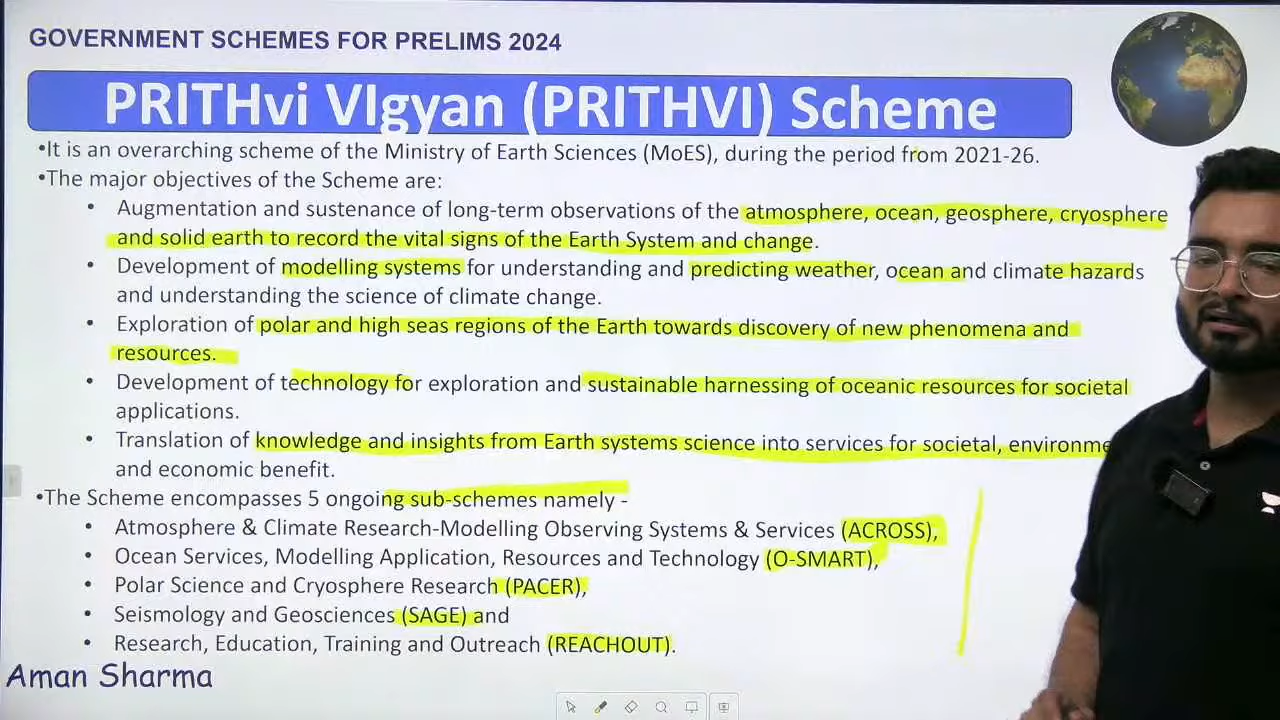 GOVERNMENT SCHEMES FOR PRELIMS 2024
PRITHvi VIgyan (PRITHVI) Scheme
•It is an overarching scheme of the Ministry of Earth Sciences (MoES), during the period from 2021-26.
•The major objectives of the Scheme are:
• Augmentation and sustenance of long-term observations of the atmosphere, ocean, geosphere, cryosphere
and solid earth to record the vital signs of the Earth System and change.
• Development of modelling systems for understanding and predicting weather, ocean and climate hazards
and understanding the science of climate change.
• Exploration of polar and high seas regions of the Earth towards discovery of new phenomena and
resources.
• Development of technology for exploration and sustainable harnessing of oceanic resources for societal
applications.
• Translation of knowledge and insights from Earth systems science into services for societal, environme
and economic benefit.
•The Scheme encompasses 5 ongoing sub-schemes namely -
• Atmosphere & Climate Research-Modelling Observing Systems & Services (ACROSS),
• Ocean Services, Modelling Application, Resources and Technology (O-SMART),
• Polar Science and Cryosphere Research (PACER),
• Seismology and Geosciences (SAGE) and
• Research, Education, Training and Outreach (REACHOUT).
Aman Sharma